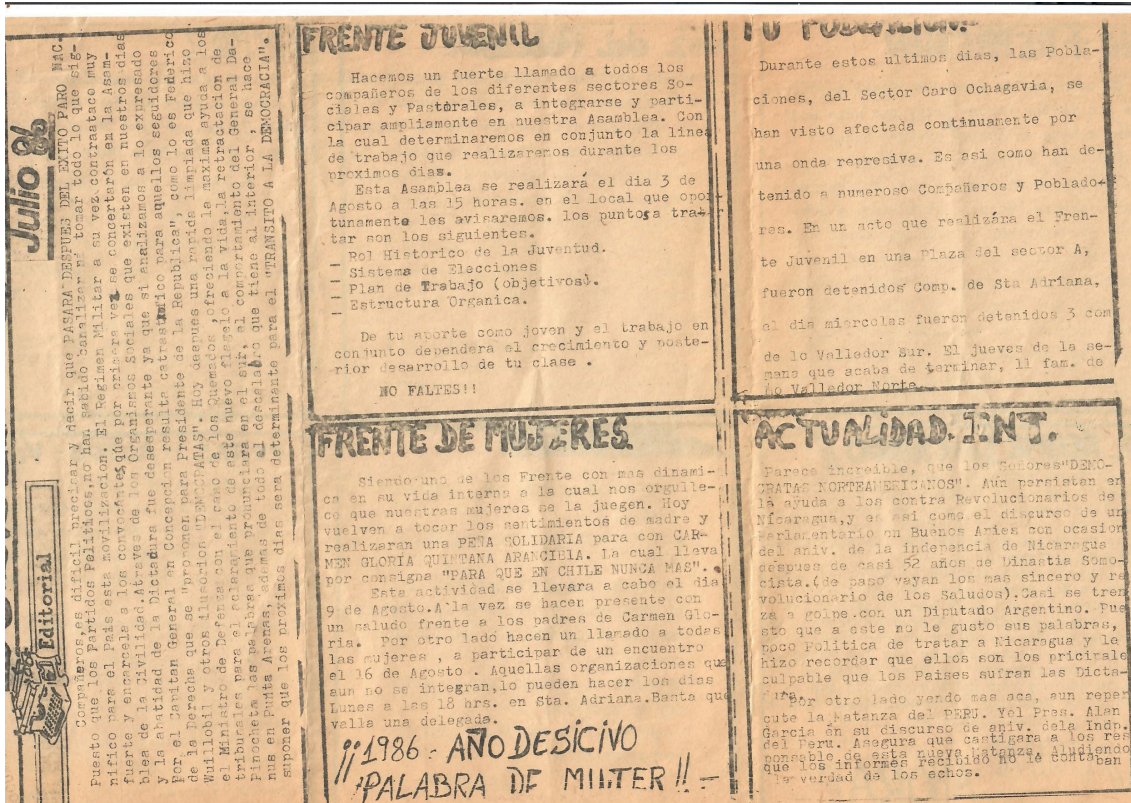 Julio 86
El Editorial
Compañeros,es dificil precisar y decir que PASARA DESPUES DEL EXITO PARO NAC.
Puesto que los Partidos Politicos,no han sabido canalizar ni tomar todo lo que sig-
nifico para el Pais esta movilizacion. El Regimen Militar a su vez contraatace muy
fuerte y encarcela a los convocantes,qúe por primera vez se concertarón en la Asam-
blea de la Civilidad.Atraves de los Organismos Sociales que existen en nuestros dias
y la apatidad de la Dictadura fue desesperante ya que si analizamos a lo expresado
Por el Capitan General en Concepcion resulta catrastrofico para aquellos seguidores
de la Derecha que se "proponen para Presidente de la Republica", como lo es Federico
Willolbil y otros ilusorios"DEMOCRATAS". Hoy despues una rapida limpiada que hizo
el Ministro de Defensa con el caso de los Quemados ,ofreciendo la maxima ayuda a los
tribunales para el aclaramiento de este nuevo flagelo a la vida,la retractacion de
Pinocheta las palabras que pronunciara en el sur, el comportamiento del General Da-
nus en Punta Arenas, ademas de todo el descalabro que tiene al interior, se hace
suponer que los proximos dias sera determinante para el "TRANSITO A LA DEMOCRACIA".
FRENTE JUVENIL
Hacemos un fuerte llamado a todos los
compañeros de los diferentes sectores So-
ciales y Pastorales, a integrarse y parti-
cipar ampliamente en nuestra Asamblea. Con
la cual determinaremos en conjunto la linea
de trabajo que realizaremos durante los
proximos dias.
Esta Asamblea se realizará el dia 3 de
Agosto a las 15 horas. en el local que opor
tunamente les avisaremos. los puntosa tra
tar son los siguientes.
- Rol Historico de la Juventud.
- Sistema de Elecciones
- Plan de Trabajo (objetivos).
- Estructura Organica.
De tu aporte como joven y el trabajo en
conjunto dependera el crecimiento y poste-
rior desarrollo de tu clase .
NO FALTES!!
FRENTE DE MUJERES.
Siendo uno de los Frente con mas dinami-
ca en su vida interna a la cual nos orgulle-
ce que nuestras mujeres se la juegen. Hoy
vuelven a tocar los sentimientos de madre y
realizaran una PEÑA SOLIDARIA para con CAR-
MEN GLORIA QUINTANA ARANCIBIA. La cual lleva
por consigna "PARA QUE EN CHILE NUNCA MAS".
Esta actividad se llevara a cabo el dia
9 de Agosto.A la vez se hacen presente con
un saludo frente a los padres de Carmen Glo-
ria. Por otro lado hacen un llamado a todas
las mujeres , a participar de un encuentro
el 16 de Agosto . Aquellas organizaciones que
aun no se integran,lo pueden hacer los dias
Lunes a las 18 hrs. en Sta. Adriana.Basta que
valla una delegada.
¡¡1986 - AÑO DESICIVO
PALABRA DE MILITER !! -
TU POBLACION.
Durante estos ultimos dias, las Pobla-
ciones, del Sector Caro Ochagavia, se
han visto afectada continuamente por
una onda represiva. Es asi como han de-
tenido a numeroso Compañeros y Poblado-
res. En un acto que realizára el Fren-
te Juvenil en una Plaza del sector A,
fueron detenidos Comp. de Sta Adriana,
el dia miercoles fueron detenidos 3 com
de lo Valledor Sur. El jueves de la se-
mana que acaba de terminar, 11 fam. de
Lo Valledor Norte.
ACTUALIDAD. INT.
Parece increible, que los Señores"DEMO-
CRATAS NORTEAMERICANOS". Aun persistan en
la ayuda a los contra Revolucionarios de
Nicaragua,y es asi como el discurso de un
Parlamentario en Buenos Aries con ocasion
del aniv. de la indepencia de Nicaragua
despues de casi 52 años de Dinastia Somo-
cista.(de paso vayan los mas sincero y re
volucionario de los Saludos).Casi se tren
za a golpe.con un Diputado Argentino. Pue
sto que a este no le gusto sus palabras,
poco Politica de tratar a Nicaragua y le
hizo recordar que ellos son los pricirale
culpable que los Paises sufran las Dicta-
dura.
Por otro lado yendo mas aca, aun reper
cute la Matanza del PERU. Yel Pres. Alan
Garcia en su discurso de aniv. dela Indp.
del Peru. Asegura que castigara a los res
ponsable de esta nueva Matanza, Aludiendo
que los informes recibido no le contaban
la verdad de los echos.